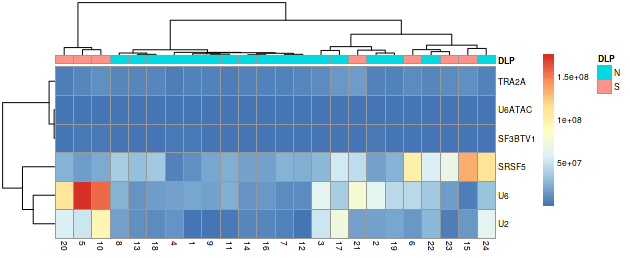 DLP
DLP
N
S
TRA2A
U6ATAC
SF3BTV1
SRSF5
U6
U2
1.5e+08
1e+08
5e+07
20 5 10 8 13 18 4 1 9 11 14 16 7 12 3 17 21 2 19 6 22 23 15 24